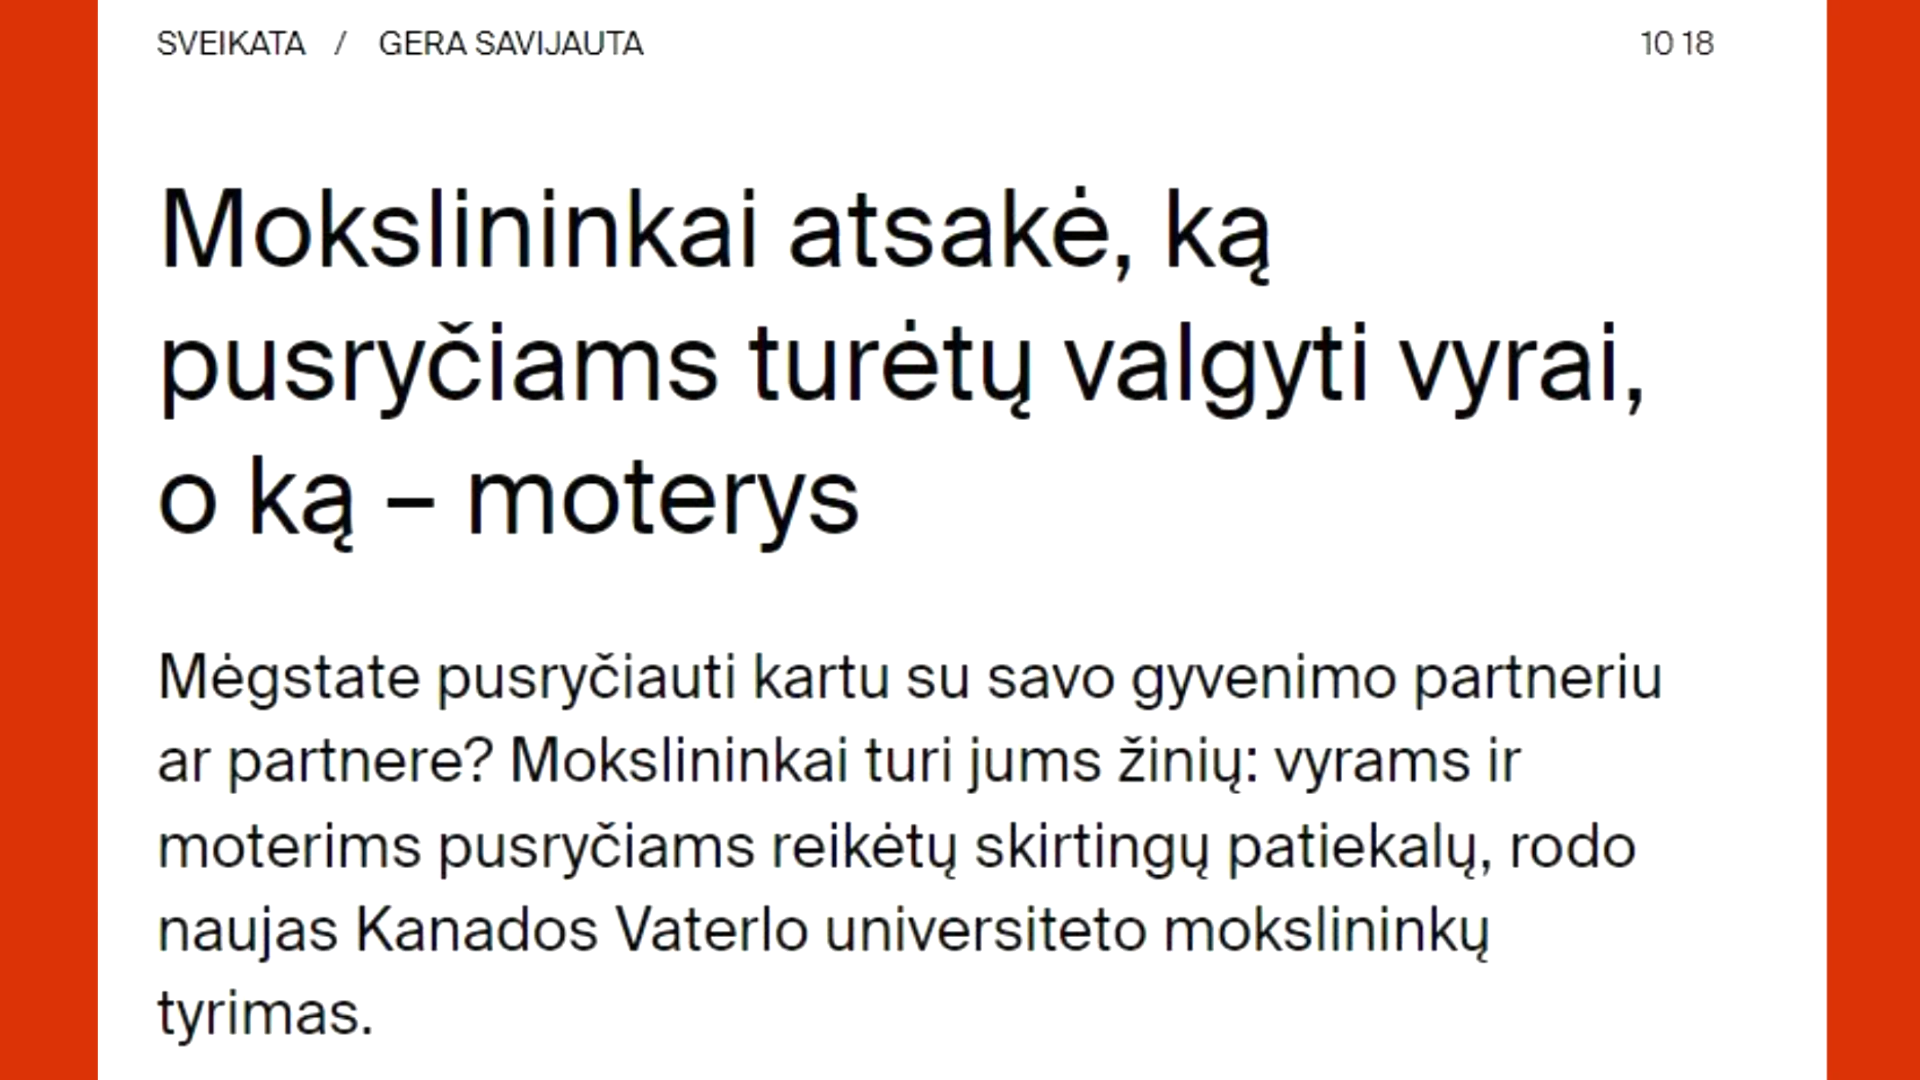 SVEIKATA / GERA SAVIJAUTA 10 18
Mokslininkai atsakė, ką
pusryčiams turėtų valgyti vyrai,
o ką – moterys
Mėgstate pusryčiauti kartu su savo gyvenimo partneriu
ar partnere? Mokslininkai turi jums žinių: vyrams ir
moterims pusryčiams reikėtų skirtingų patiekalų, rodo
naujas Kanados Vaterlo universiteto mokslininkų
tyrimas.